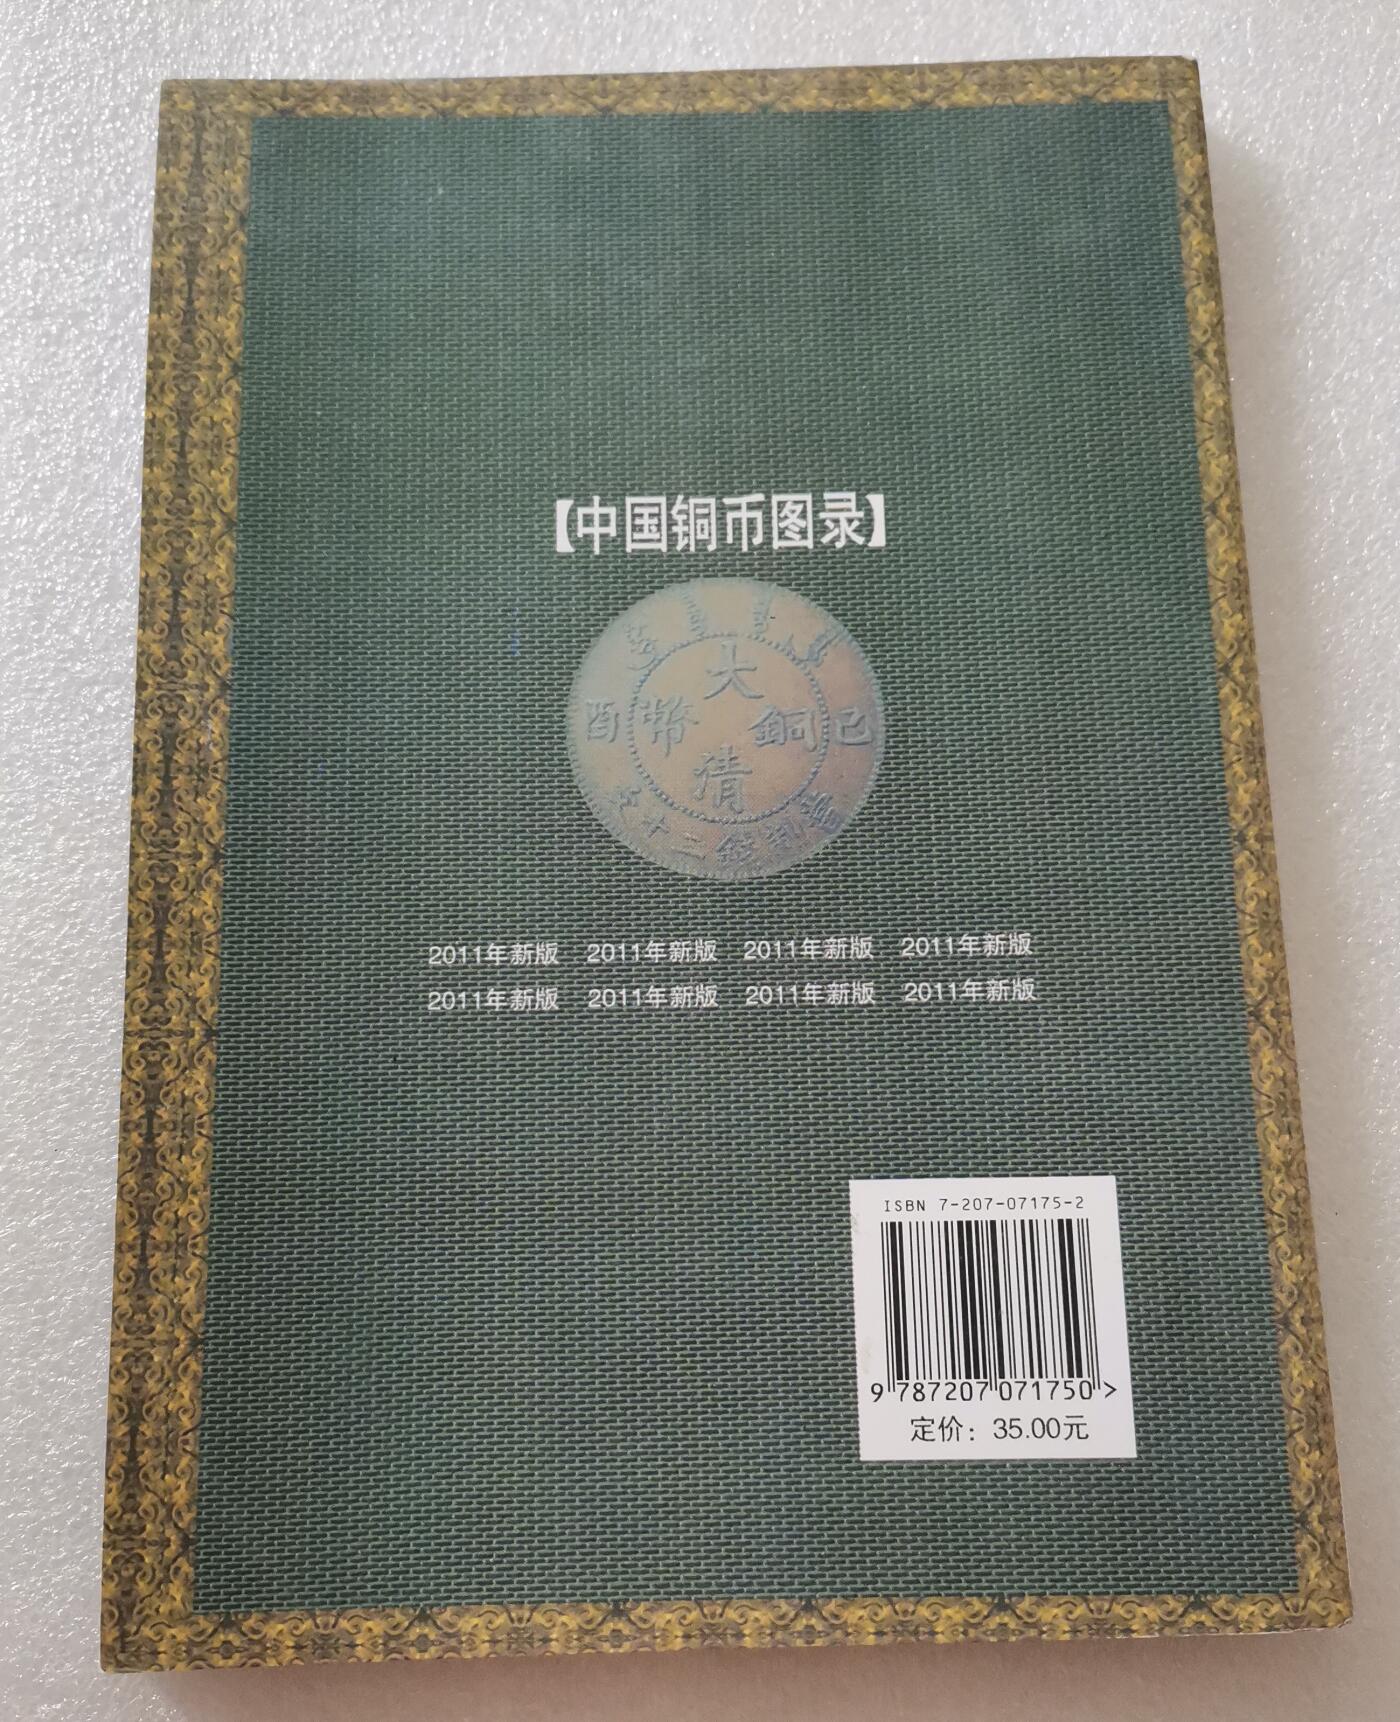 【中国铜币图录】
大
酉 幣 銅 己
清
2011年新版 2011年新版 2011年新版 2011年新版
2011年新版 2011年新版 2011年新版 2011年新版
ISBN 7-207-07175-2
9 787207 071750 >
定价：35.00元